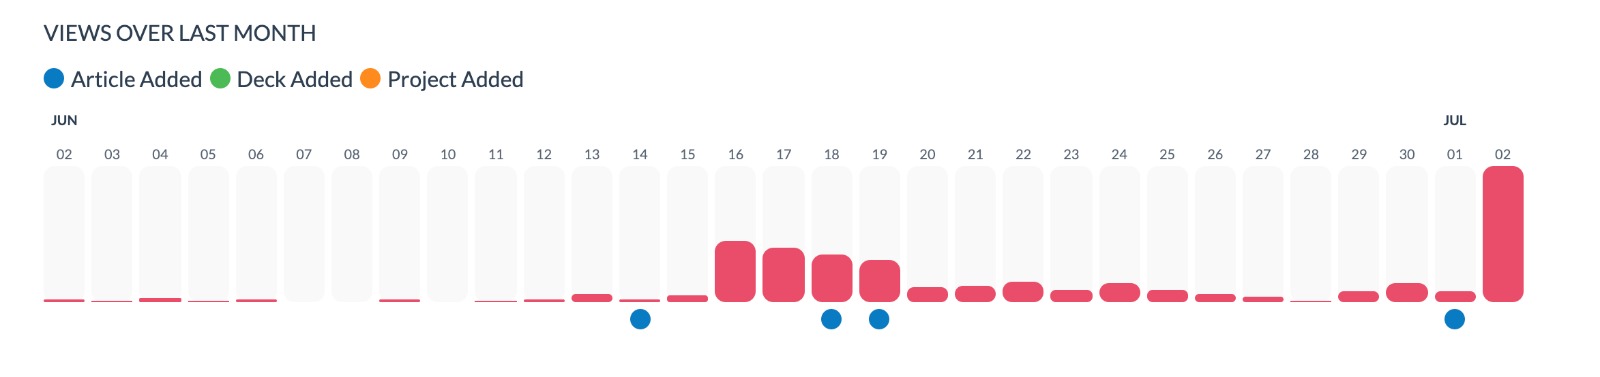 VIEWS OVER LAST MONTH
Article Added Deck Added Project Added
JUN JUL
02 03 04 05 06 07 08 09 10 11 12 13 14 15 16 17 18 19 20 21 22 23 24 25 26 27 28 29 30 01 02